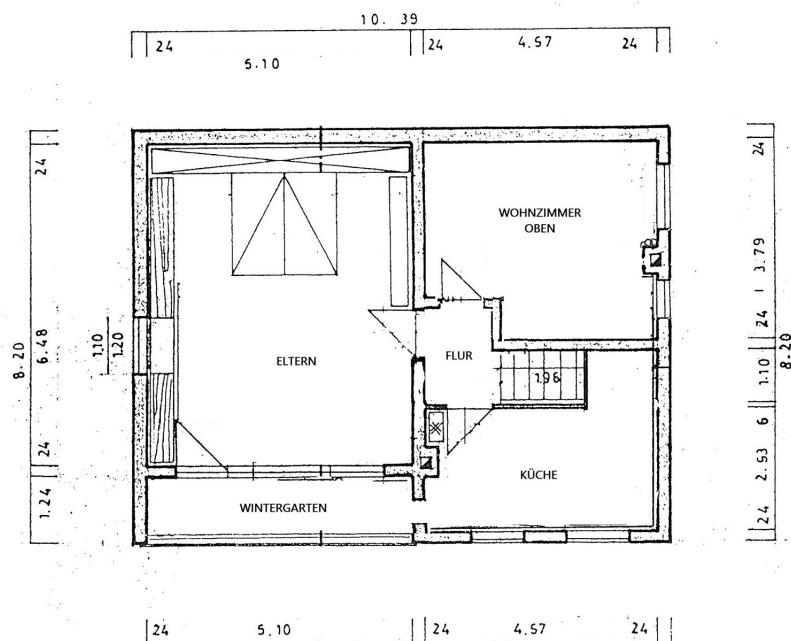 10.39
24 24 4.57 24
5.10
24
24
WOHNZIMMER
OBEN
3.79
8.20
6.48
1.10
1.20
24
FLUR
ELTERN
1.96
1.10
8.20
6
24
KÜCHE
2.53
1.24
WINTERGARTEN
24
24 5,10 24 4.57 24